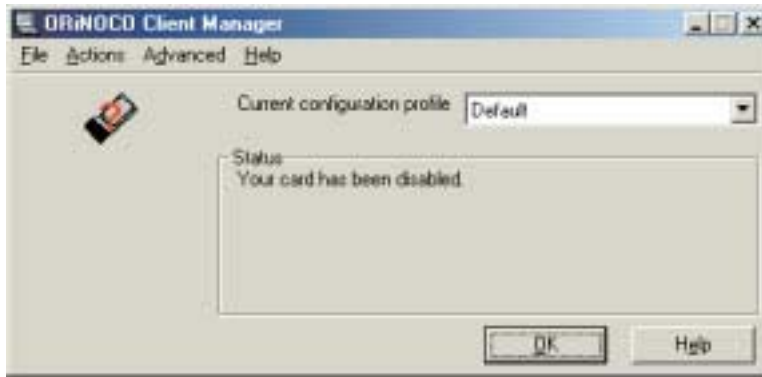 ORiNOCO Client Manager
File Actions Advanced Help
Current configuration profile Default
Status
Your card has been disabled.
OK Help